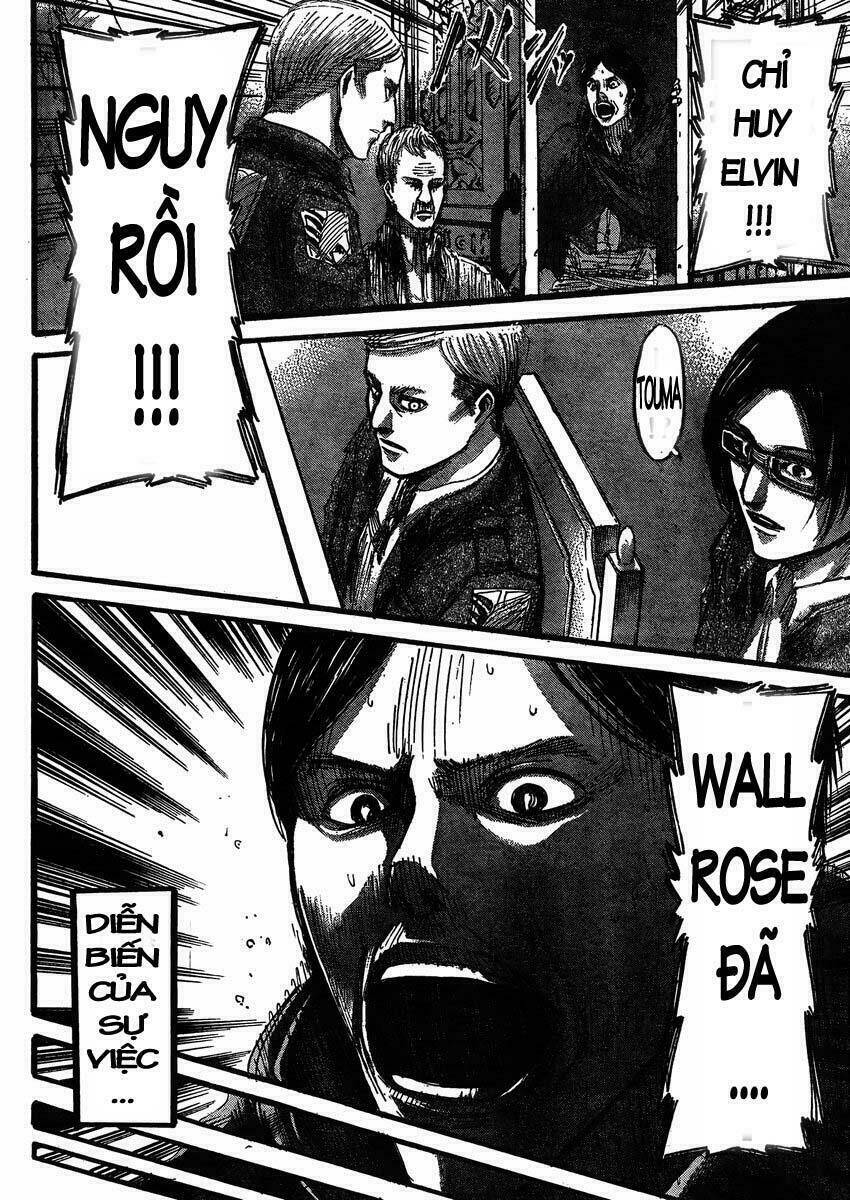 CHỈ
HUY
ELVIN
!!!
NGUY
RỒI
!!!
TOUMA
!?
WALL
ROSE
ĐÃ
....
DIỄN
BIẾN
CỦA
SỰ
VIỆC
...